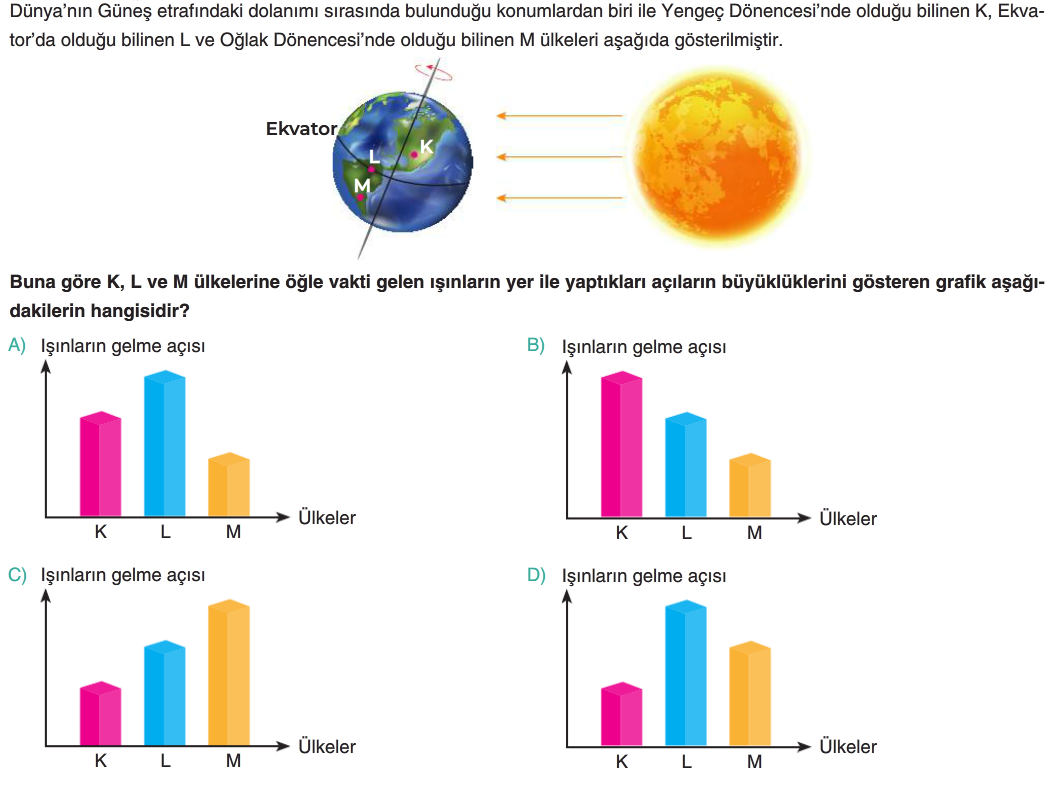 Dünya’nın Güneş etrafındaki dolanımı sırasında bulunduğu konumlardan biri ile Yengeç Dönencesi’nde olduğu bilinen K, Ekva-
tor’da olduğu bilinen L ve Oğlak Dönencesi’nde olduğu bilinen M ülkeleri aşağıda gösterilmiştir.
Ekvator
K
L
M
Buna göre K, L ve M ülkelerine öğle vakti gelen ışınların yer ile yaptıkları açıların büyüklüklerini gösteren grafik aşağı-
dakilerin hangisidir?
A) Işınların gelme açısı
Ülkeler
K L M
B) Işınların gelme açısı
Ülkeler
K L M
C) Işınların gelme açısı
Ülkeler
K L M
D) Işınların gelme açısı
Ülkeler
K L M